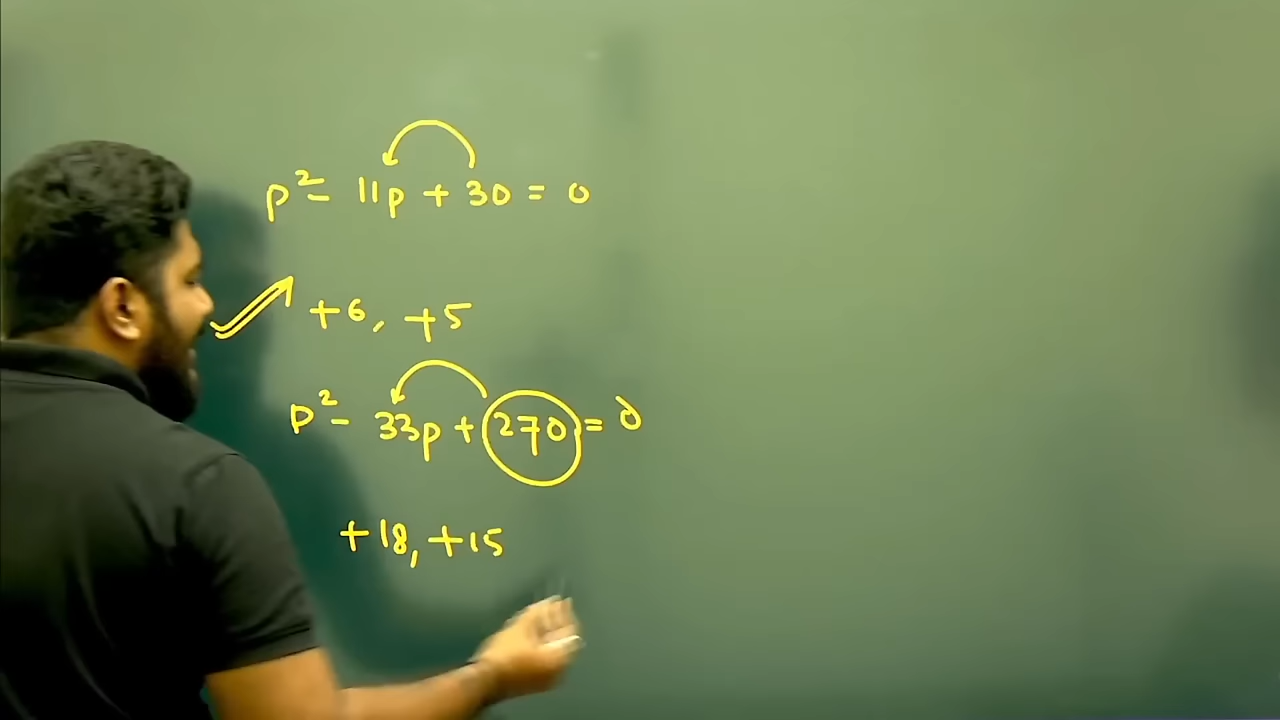 p² - 11p + 30 = 0
+6, +5
p² - 33p + 270 = 0
+18, +15